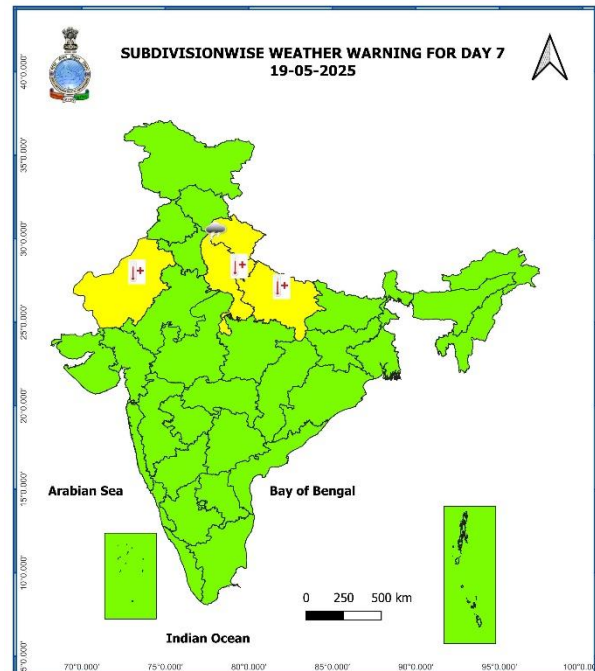 SUBDIVISIONWISE WEATHER WARNING FOR DAY 7
19-05-2025
40°0.000'
35°0.000'
30°0.000'
25°0.000'
20°0.000'
15°0.000'
10°0.000'
5°0.000'
Arabian Sea
Bay of Bengal
0 250 500 km
Indian Ocean
70°0.000' 75°0.000' 80°0.000' 85°0.000' 90°0.000' 95°0.000' 100°0.0